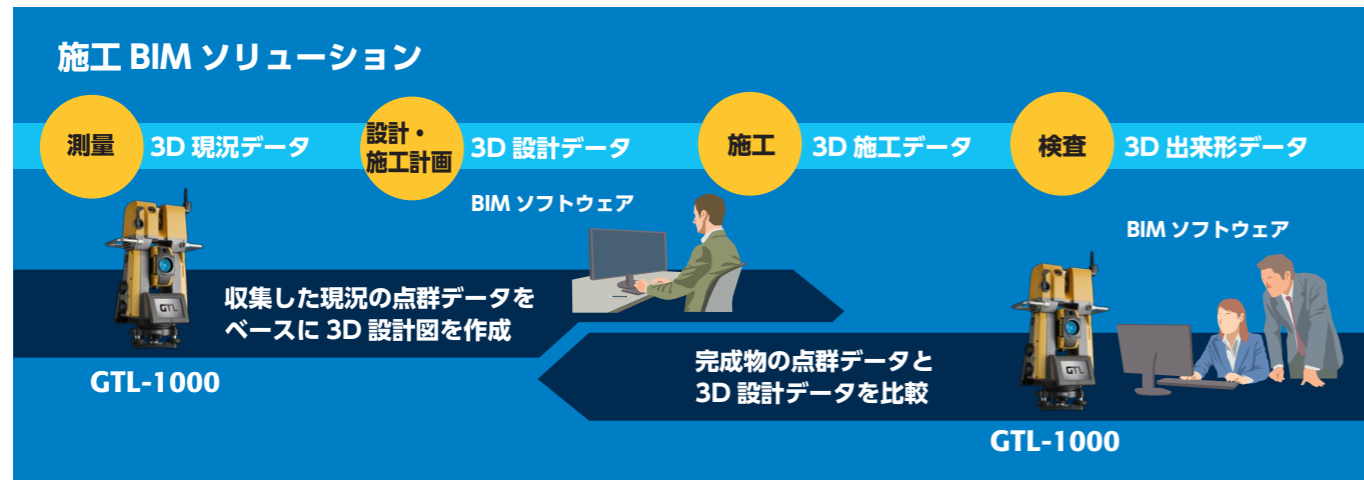 施工 BIM ソリューション
測量
3D 現況データ
設計・
施工計画
3D 設計データ
施工
3D 施工データ
検査
3D 出来形データ
BIM ソフトウェア
BIM ソフトウェア
収集した現況の点群データを
ベースに 3D 設計図を作成
GTL
GTL-1000
完成物の点群データと
3D 設計データを比較
GTL
GTL-1000